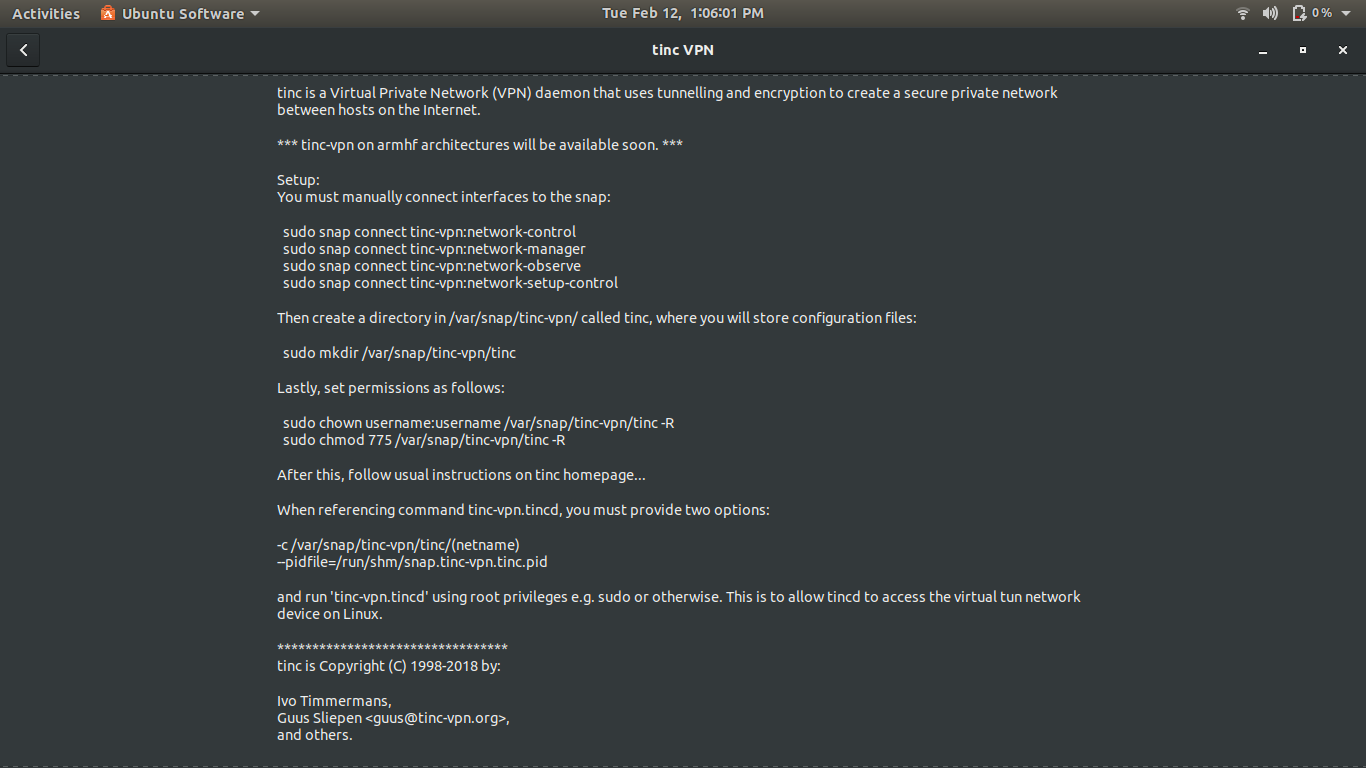 Activities Ubuntu Software Tue Feb 12, 1:06:01 PM 0%
tinc VPN
tinc is a Virtual Private Network (VPN) daemon that uses tunnelling and encryption to create a secure private network
between hosts on the Internet.
*** tinc-vpn on armhf architectures will be available soon. ***
Setup:
You must manually connect interfaces to the snap:
sudo snap connect tinc-vpn:network-control
sudo snap connect tinc-vpn:network-manager
sudo snap connect tinc-vpn:network-observe
sudo snap connect tinc-vpn:network-setup-control
Then create a directory in /var/snap/tinc-vpn/ called tinc, where you will store configuration files:
sudo mkdir /var/snap/tinc-vpn/tinc
Lastly, set permissions as follows:
sudo chown username:username /var/snap/tinc-vpn/tinc -R
sudo chmod 775 /var/snap/tinc-vpn/tinc -R
After this, follow usual instructions on tinc homepage...
When referencing command tinc-vpn.tincd, you must provide two options:
-c /var/snap/tinc-vpn/tinc/(netname)
--pidfile=/run/shm/snap.tinc-vpn.tinc.pid
and run 'tinc-vpn.tincd' using root privileges e.g. sudo or otherwise. This is to allow tincd to access the virtual tun network
device on Linux.
*********************************
tinc is Copyright (C) 1998-2018 by:
Ivo Timmermans,
Guus Sliepen <guus@tinc-vpn.org>,
and others.